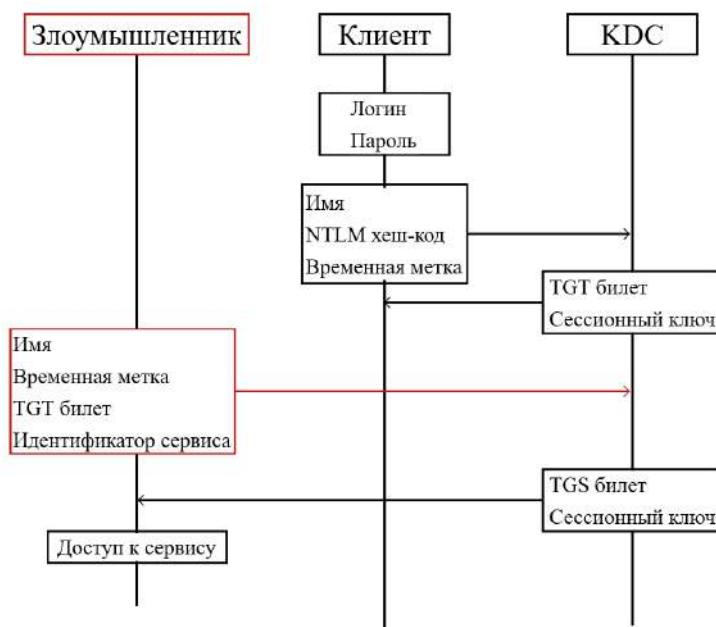 Злоумышленник
Клиент
KDC
Логин
Пароль
Имя
NTLM хеш-код
Временная метка
TGT билет
Сессионный ключ
Имя
Временная метка
TGT билет
Идентификатор сервиса
TGS билет
Сессионный ключ
Доступ к сервису